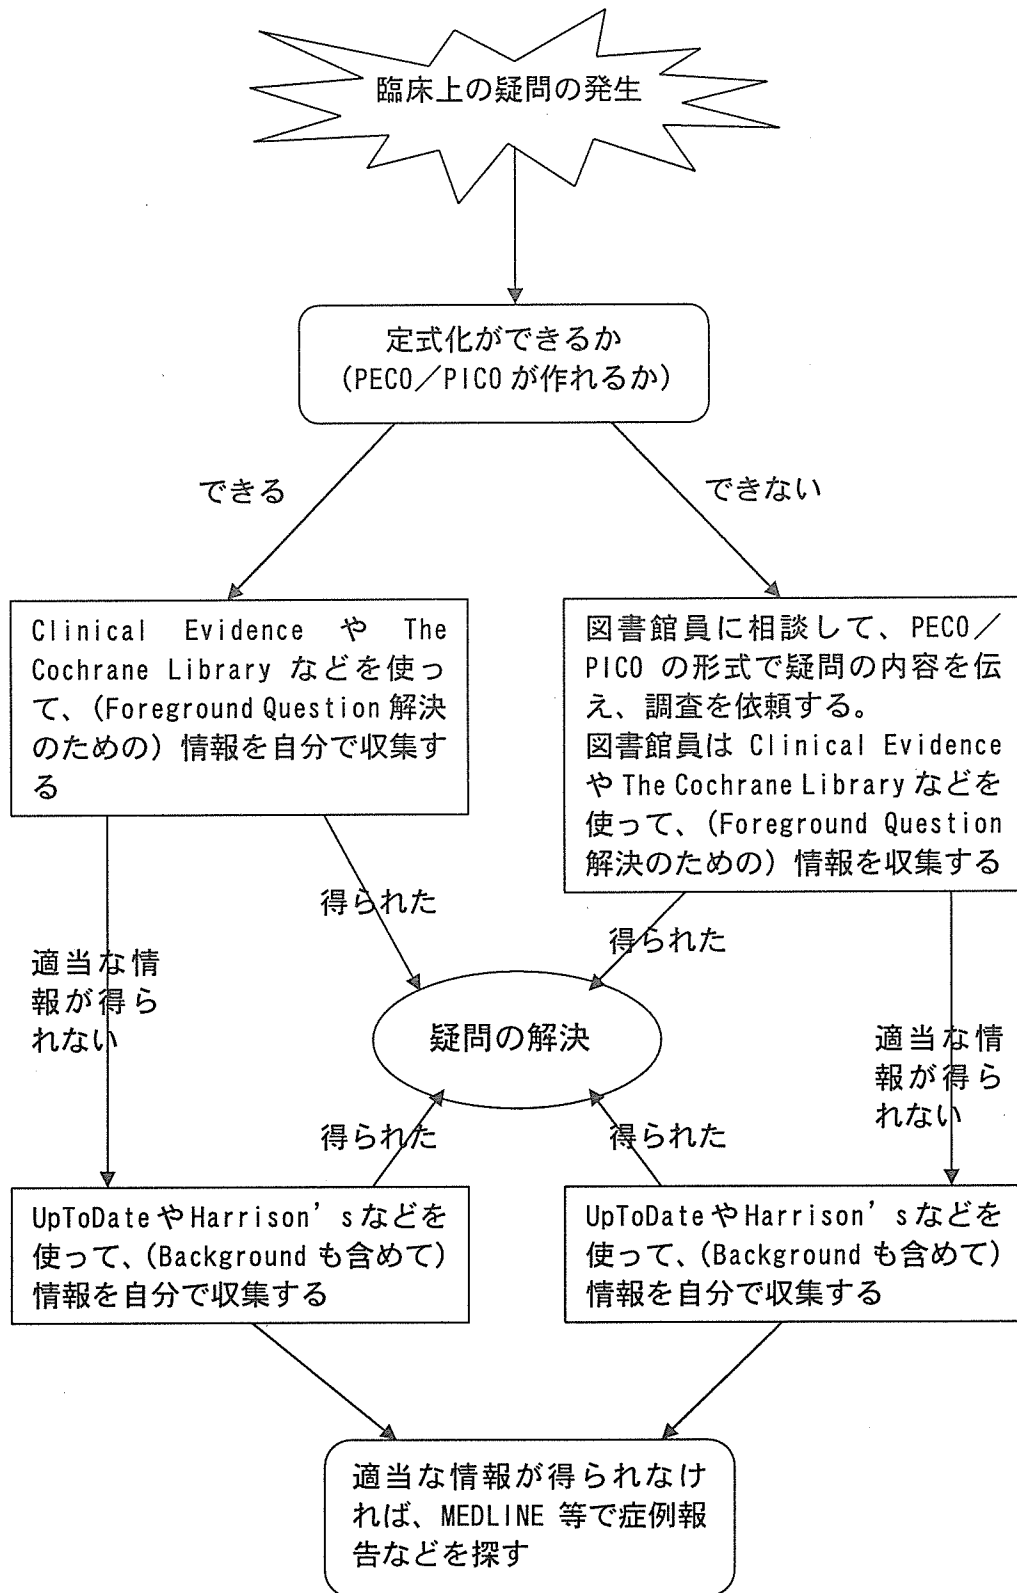 臨床上の疑問の発生
定式化ができるか
(PECO/PICO が作れるか)
できる
できない
Clinical Evidence や The
Cochrane Library などを使っ
て、(Foreground Question 解決
のための) 情報を自分で収集す
る
図書館員に相談して、PECO/
PICO の形式で疑問の内容を伝
え、調査を依頼する。
図書館員は Clinical Evidence
や The Cochrane Library などを
使って、(Foreground Question
解決のための) 情報を収集する
得られた
得られた
適当な情
報が得ら
れない
疑問の解決
適当な情
報が得ら
れない
得られた
得られた
UpToDate や Harrison's などを
使って、(Background も含めて)
情報を自分で収集する
UpToDate や Harrison's などを
使って、(Background も含めて)
情報を自分で収集する
適当な情報が得られなけ
れば、MEDLINE 等で症例報
告などを探す